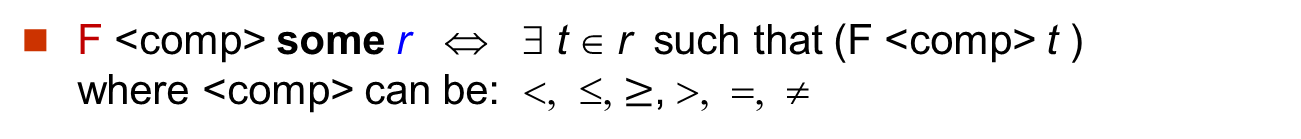 ■ F <comp> some r ⇔ ∃ t ∈ r such that (F <comp> t )
where <comp> can be: <, ≤, ≥, >, =, ≠